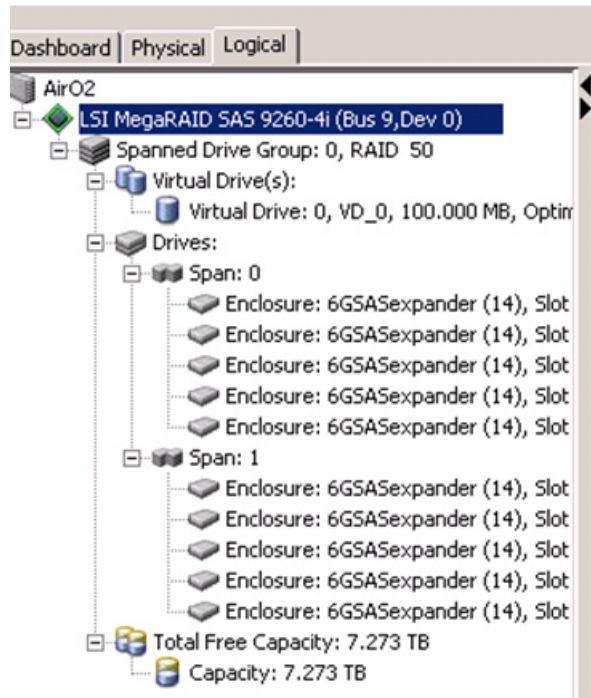 Dashboard Physical Logical
AirO2
LSI MegaRAID SAS 9260-4i (Bus 9,Dev 0)
Spanned Drive Group: 0, RAID 50
Virtual Drive(s):
Virtual Drive: 0, VD_0, 100.000 MB, Optim
Drives:
Span: 0
Enclosure: 6GSASexpander (14), Slot
Enclosure: 6GSASexpander (14), Slot
Enclosure: 6GSASexpander (14), Slot
Enclosure: 6GSASexpander (14), Slot
Enclosure: 6GSASexpander (14), Slot
Span: 1
Enclosure: 6GSASexpander (14), Slot
Enclosure: 6GSASexpander (14), Slot
Enclosure: 6GSASexpander (14), Slot
Enclosure: 6GSASexpander (14), Slot
Enclosure: 6GSASexpander (14), Slot
Total Free Capacity: 7.273 TB
Capacity: 7.273 TB